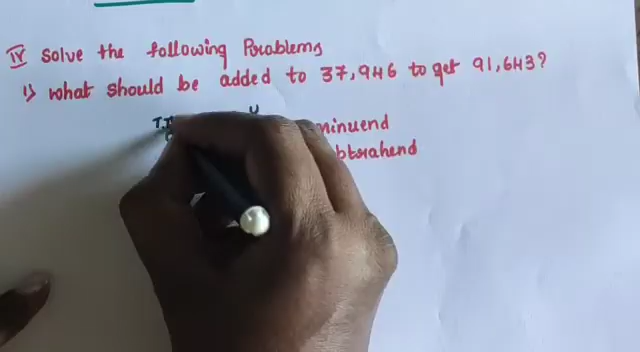 IV Solve the following Problems
1) What should be added to 37,946 to get 91,643?
T.T U minuend
btrahend